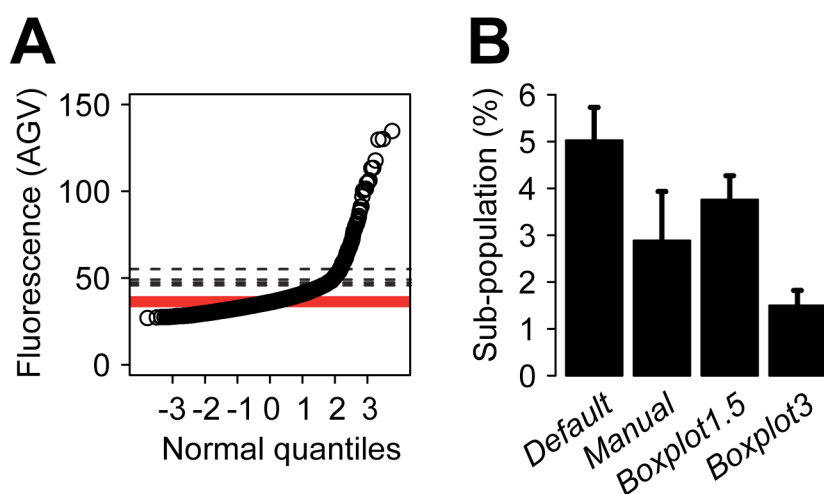 A
Fluorescence (AGV)
150
100
50
0
-3 -2 -1 0 1 2 3
Normal quantiles
B
Sub-population (%)
6
5
4
3
2
1
0
Default
Manual
Boxplot1.5
Boxplot3